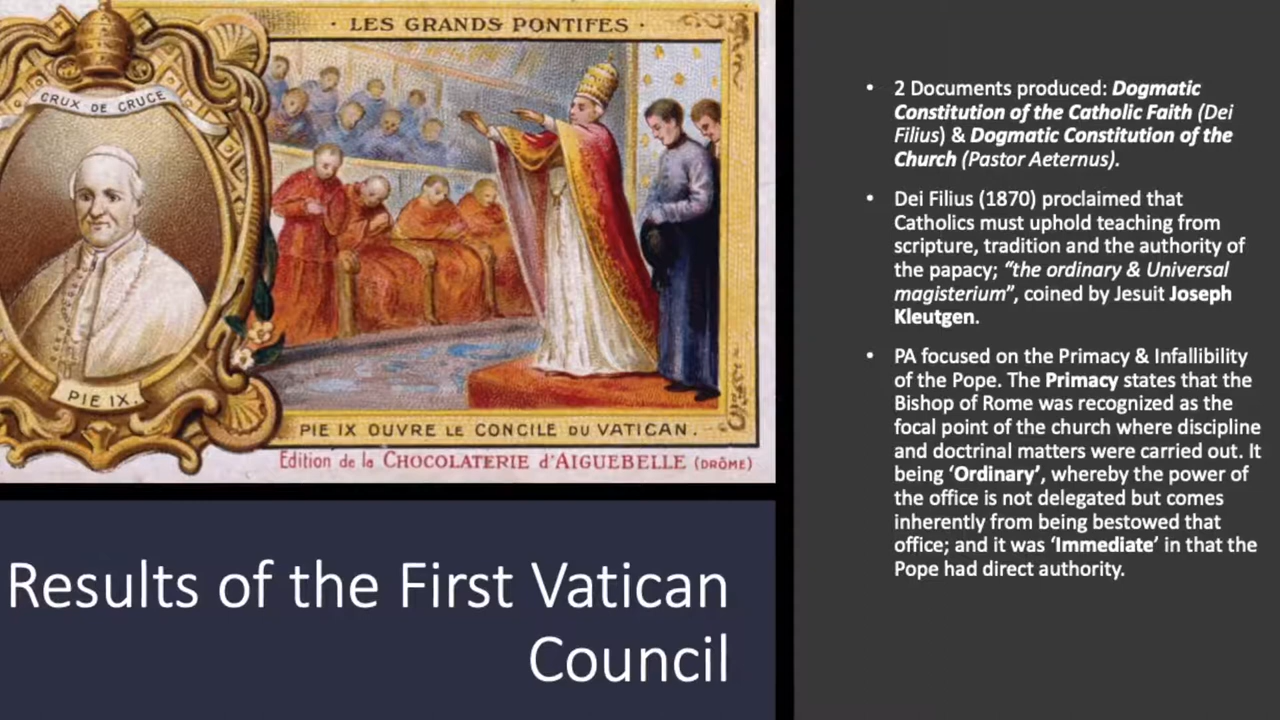 · LES GRANDS PONTIFES ·
CRUX DE CRUCE
PIE IX.
PIE IX OUVRE LE CONCILE DU VATICAN.
Edition de la CHOCOLATERIE d'AIGUEBELLE (DRÔME)
Results of the First Vatican
Council
• 2 Documents produced: Dogmatic
Constitution of the Catholic Faith (Dei
Filius) & Dogmatic Constitution of the
Church (Pastor Aeternus).
• Dei Filius (1870) proclaimed that
Catholics must uphold teaching from
scripture, tradition and the authority of
the papacy; “the ordinary & Universal
magisterium”, coined by Jesuit Joseph
Kleutgen.
• PA focused on the Primacy & Infallibility
of the Pope. The Primacy states that the
Bishop of Rome was recognized as the
focal point of the church where discipline
and doctrinal matters were carried out. It
being ‘Ordinary’, whereby the power of
the office is not delegated but comes
inherently from being bestowed that
office; and it was ‘Immediate’ in that the
Pope had direct authority.